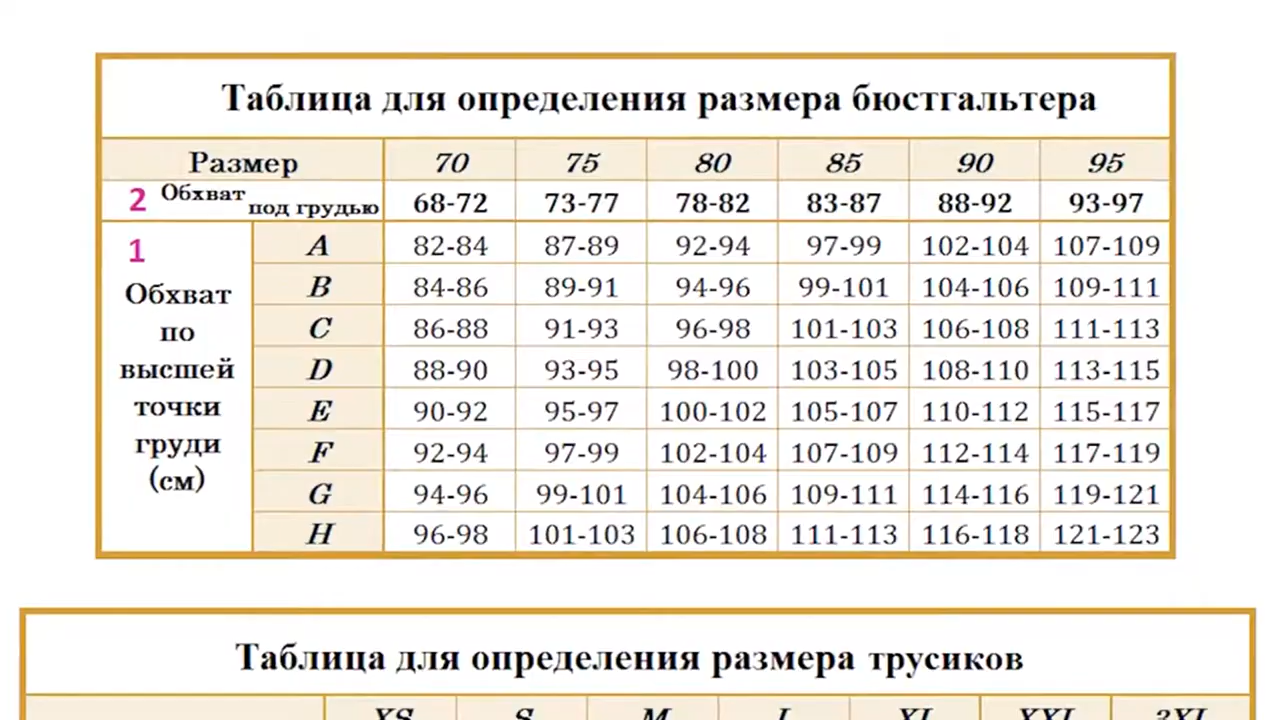 Таблица для определения размера бюстгальтера
Размер 70 75 80 85 90 95
2 Обхват под грудью 68-72 73-77 78-82 83-87 88-92 93-97
1 Обхват по высшей точки груди (см)
A 82-84 87-89 92-94 97-99 102-104 107-109
B 84-86 89-91 94-96 99-101 104-106 109-111
C 86-88 91-93 96-98 101-103 106-108 111-113
D 88-90 93-95 98-100 103-105 108-110 113-115
E 90-92 95-97 100-102 105-107 110-112 115-117
F 92-94 97-99 102-104 107-109 112-114 117-119
G 94-96 99-101 104-106 109-111 114-116 119-121
H 96-98 101-103 106-108 111-113 116-118 121-123
Таблица для определения размера трусиков
XS S M L XL XXL 3XL